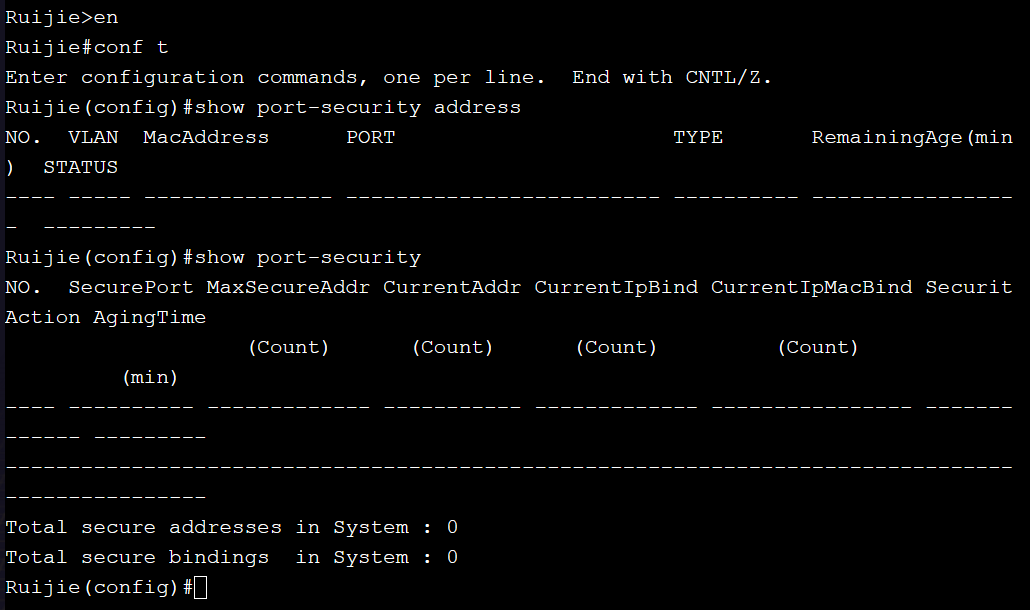 Ruijie>en
Ruijie#conf t
Enter configuration commands, one per line.  End with CNTL/Z.
Ruijie(config)#show port-security address
NO.  VLAN  MacAddress      PORT                      TYPE       RemainingAge(min
)  STATUS
---- ----- --------------- ------------------------- ---------- ----------------
-  ---------
Ruijie(config)#show port-security
NO.  SecurePort MaxSecureAddr CurrentAddr CurrentIpBind CurrentIpMacBind Securit
Action AgingTime
                   (Count)      (Count)      (Count)         (Count)
         (min)
---- ---------- ------------- ----------- ------------- ---------------- -------
------ ---------
--------------------------------------------------------------------------------
----------------
Total secure addresses in System : 0
Total secure bindings  in System : 0
Ruijie(config)#